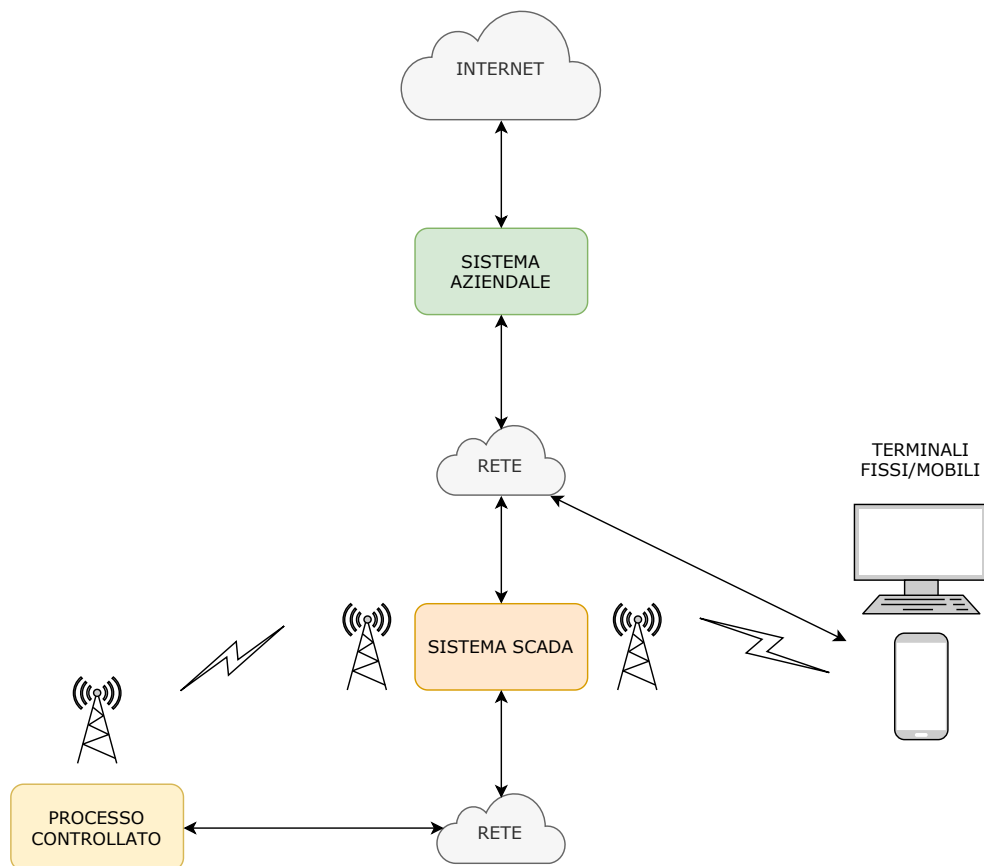 INTERNET
SISTEMA
AZIENDALE
RETE
TERMINALI
FISSI/MOBILI
SISTEMA SCADA
PROCESSO
CONTROLLATO
RETE